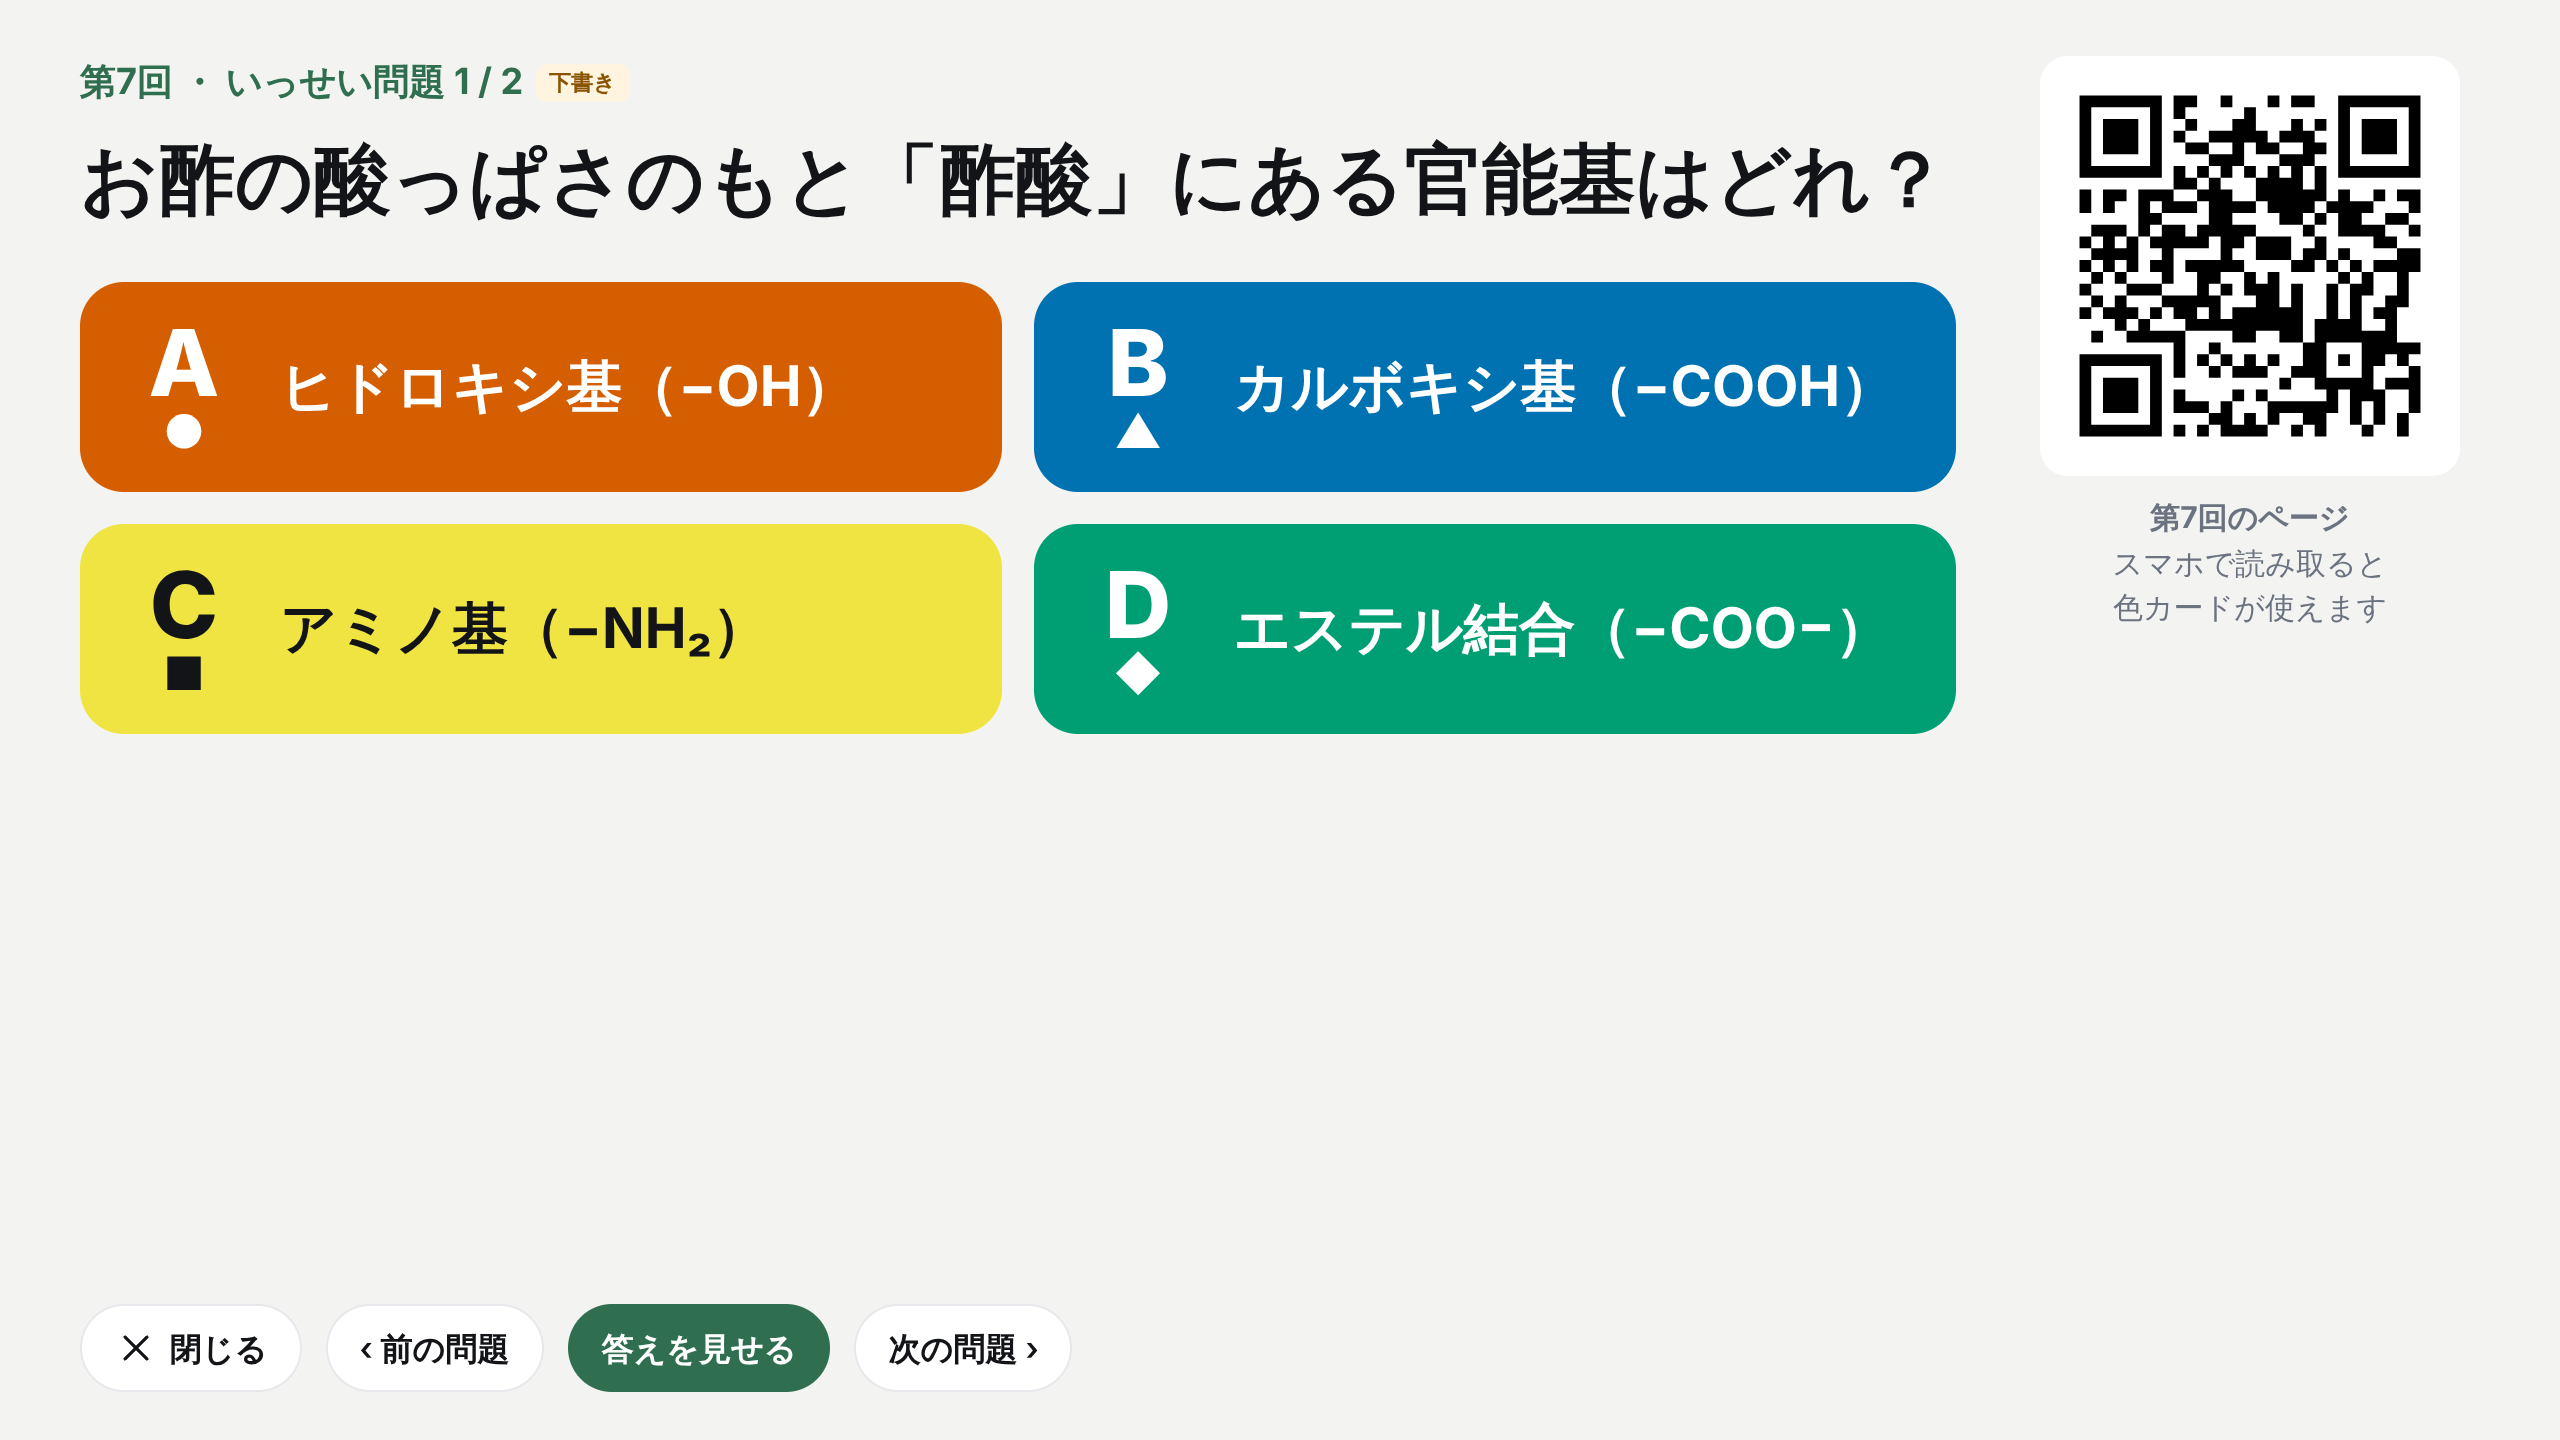 第7回 ・ いっせい問題 1 / 2 下書き
お酢の酸っぱさのもと「酢酸」にある官能基はどれ？
A ヒドロキシ基（−OH）
B カルボキシ基（−COOH）
C アミノ基（−NH₂）
D エステル結合（−COO−）
第7回のページ
スマホで読み取ると
色カードが使えます
× 閉じる
‹ 前の問題
答えを見せる
次の問題 ›